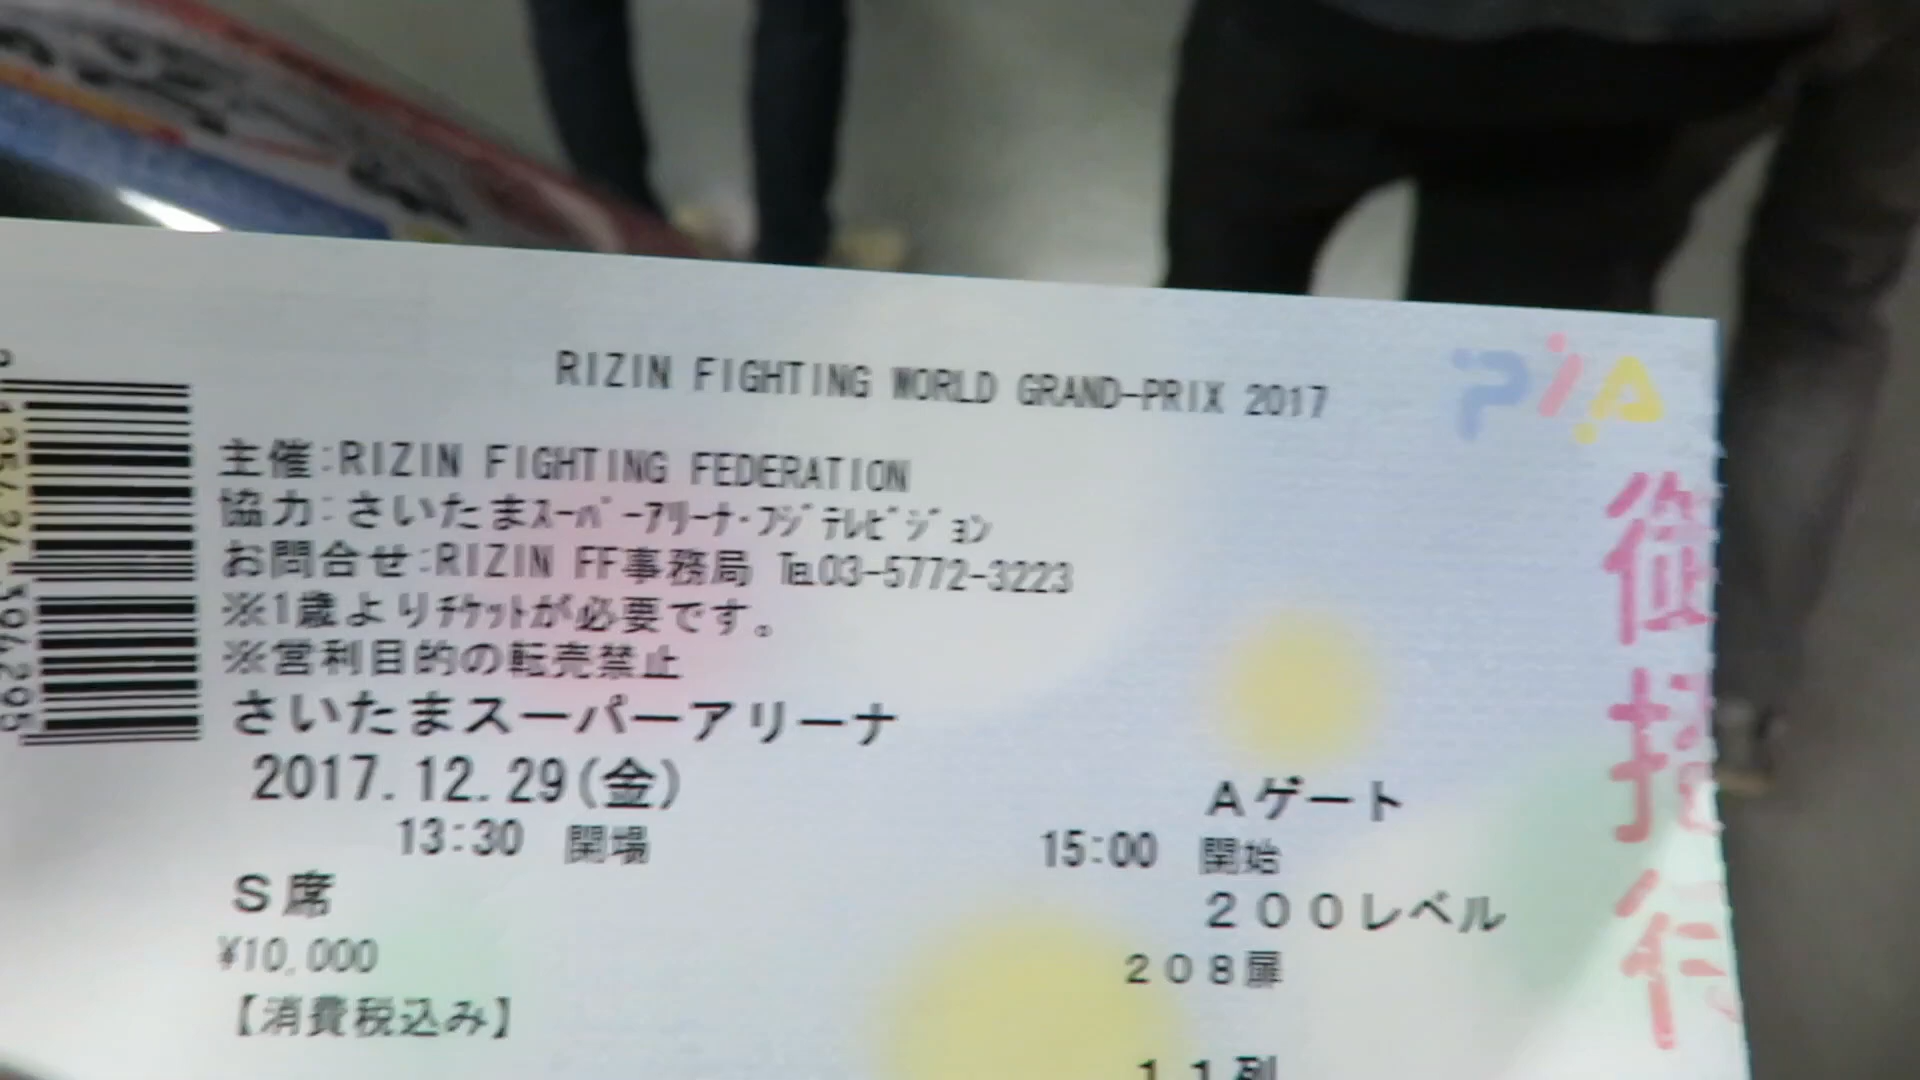 RIZIN FIGHTING WORLD GRAND-PRIX 2017
PIA
主催:RIZIN FIGHTING FEDERATION
協力:さいたまｽｰﾊﾟｰｱﾘｰﾅ･ﾌｼﾞﾃﾚﾋﾞｼﾞｮﾝ
お問合せ:RIZIN FF事務局 ℡03-5772-3223
※1歳よりﾁｹｯﾄが必要です。
※営利目的の転売禁止
さいたまスーパーアリーナ
2017.12.29(金)
Aゲート
13:30 開場
15:00 開始
S席
200レベル
¥10,000
208扉
【消費税込み】
11列